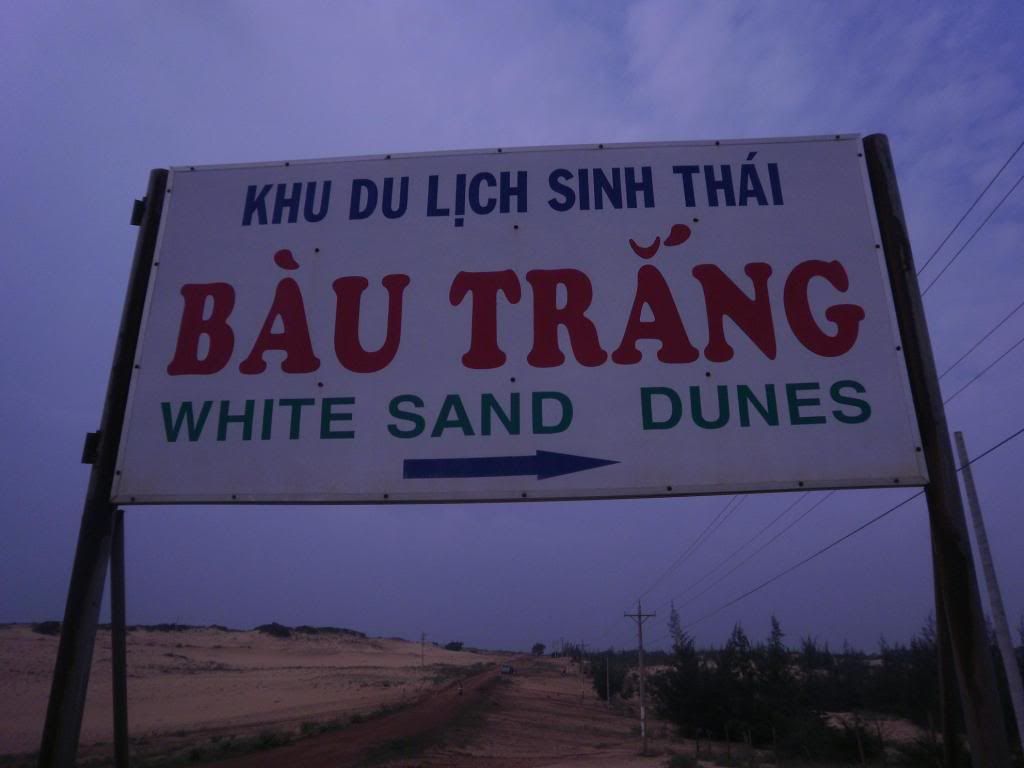 KHU DU LỊCH SINH THÁI
BÀU TRẮNG
WHITE SAND DUNES